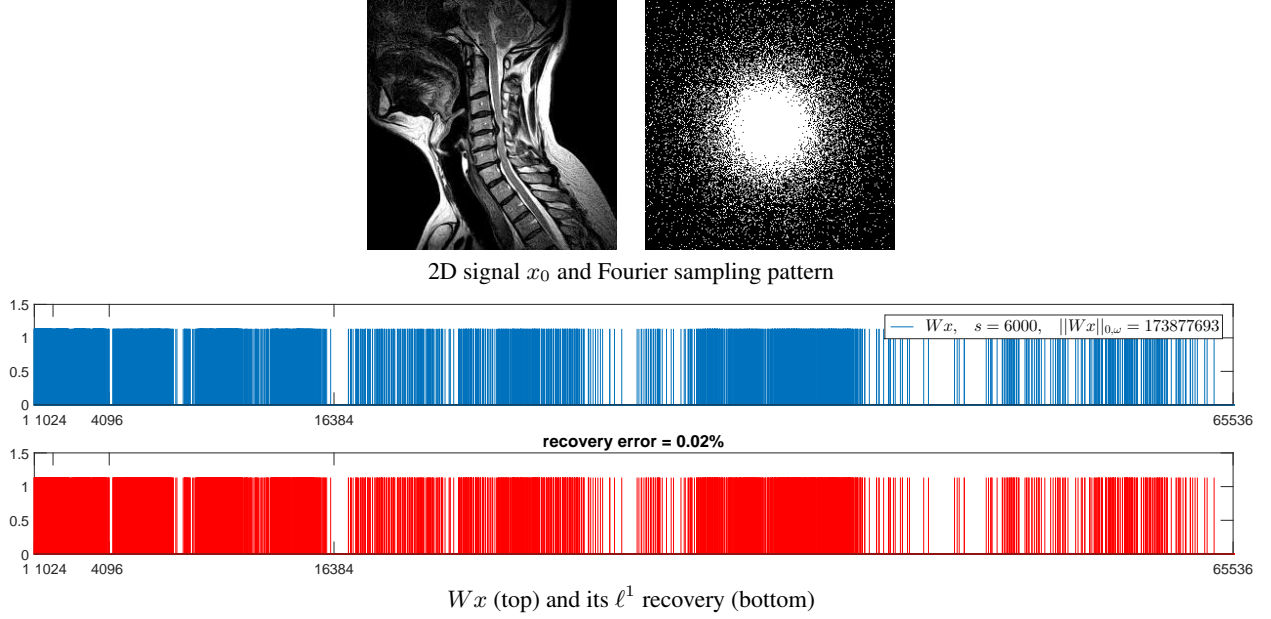 2D signal x₀ and Fourier sampling pattern
1.5
Wx, s = 6000, ||Wx||₀,ω = 173877693
1
0.5
0
1 1024 4096 16384 65536
recovery error = 0.02%
1.5
1
0.5
0
1 1024 4096 16384 65536
Wx (top) and its ℓ¹ recovery (bottom)